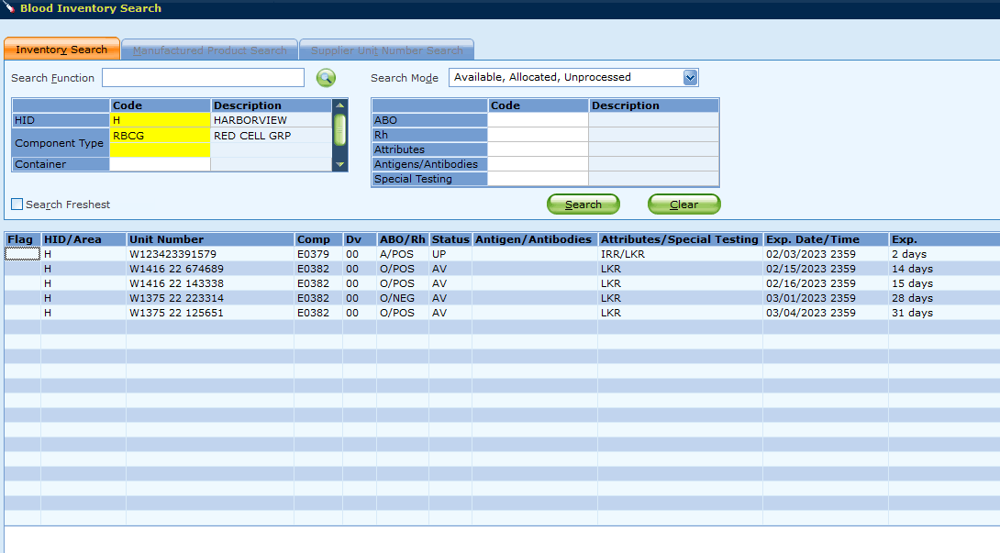 Blood Inventory Search
Inventory Search Manufactured Product Search Supplier Unit Number Search
Search Function Search Mode Available, Allocated, Unprocessed
Code Description Code Description
HID H HARBORVIEW ABO
Component Type RBCG RED CELL GRP Rh
Attributes
Container Antigens/Antibodies
Special Testing
Search Freshest Search Clear
Flag HID/Area Unit Number Comp Dv ABO/Rh Status Antigen/Antibodies Attributes/Special Testing Exp. Date/Time Exp.
H W123423391579 E0379 00 A/POS UP IRR/LKR 02/03/2023 2359 2 days
H W1416 22 674689 E0382 00 O/POS AV LKR 02/15/2023 2359 14 days
H W1416 22 143338 E0382 00 O/POS AV LKR 02/16/2023 2359 15 days
H W1375 22 223314 E0382 00 O/NEG AV LKR 03/01/2023 2359 28 days
H W1375 22 125651 E0382 00 O/POS AV LKR 03/04/2023 2359 31 days